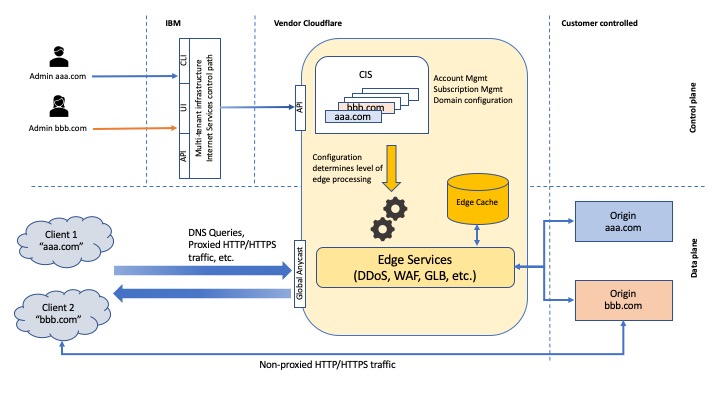 IBM
Vendor Cloudflare
Customer controlled
Admin aaa.com
Admin bbb.com
CLI
UI
API
Multi-tenant infrastructure
Internet Services control path
API
CIS
bbb.com
aaa.com
Account Mgmt
Subscription Mgmt
Domain configuration
Control plane
Configuration
determines level of
edge processing
Edge Cache
Client 1
“aaa.com”
DNS Queries,
Proxied HTTP/HTTPS
traffic, etc.
Global Anycast
Edge Services
(DDoS, WAF, GLB, etc.)
Origin
aaa.com
Data plane
Client 2
“bbb.com”
Origin
bbb.com
Non-proxied HTTP/HTTPS traffic